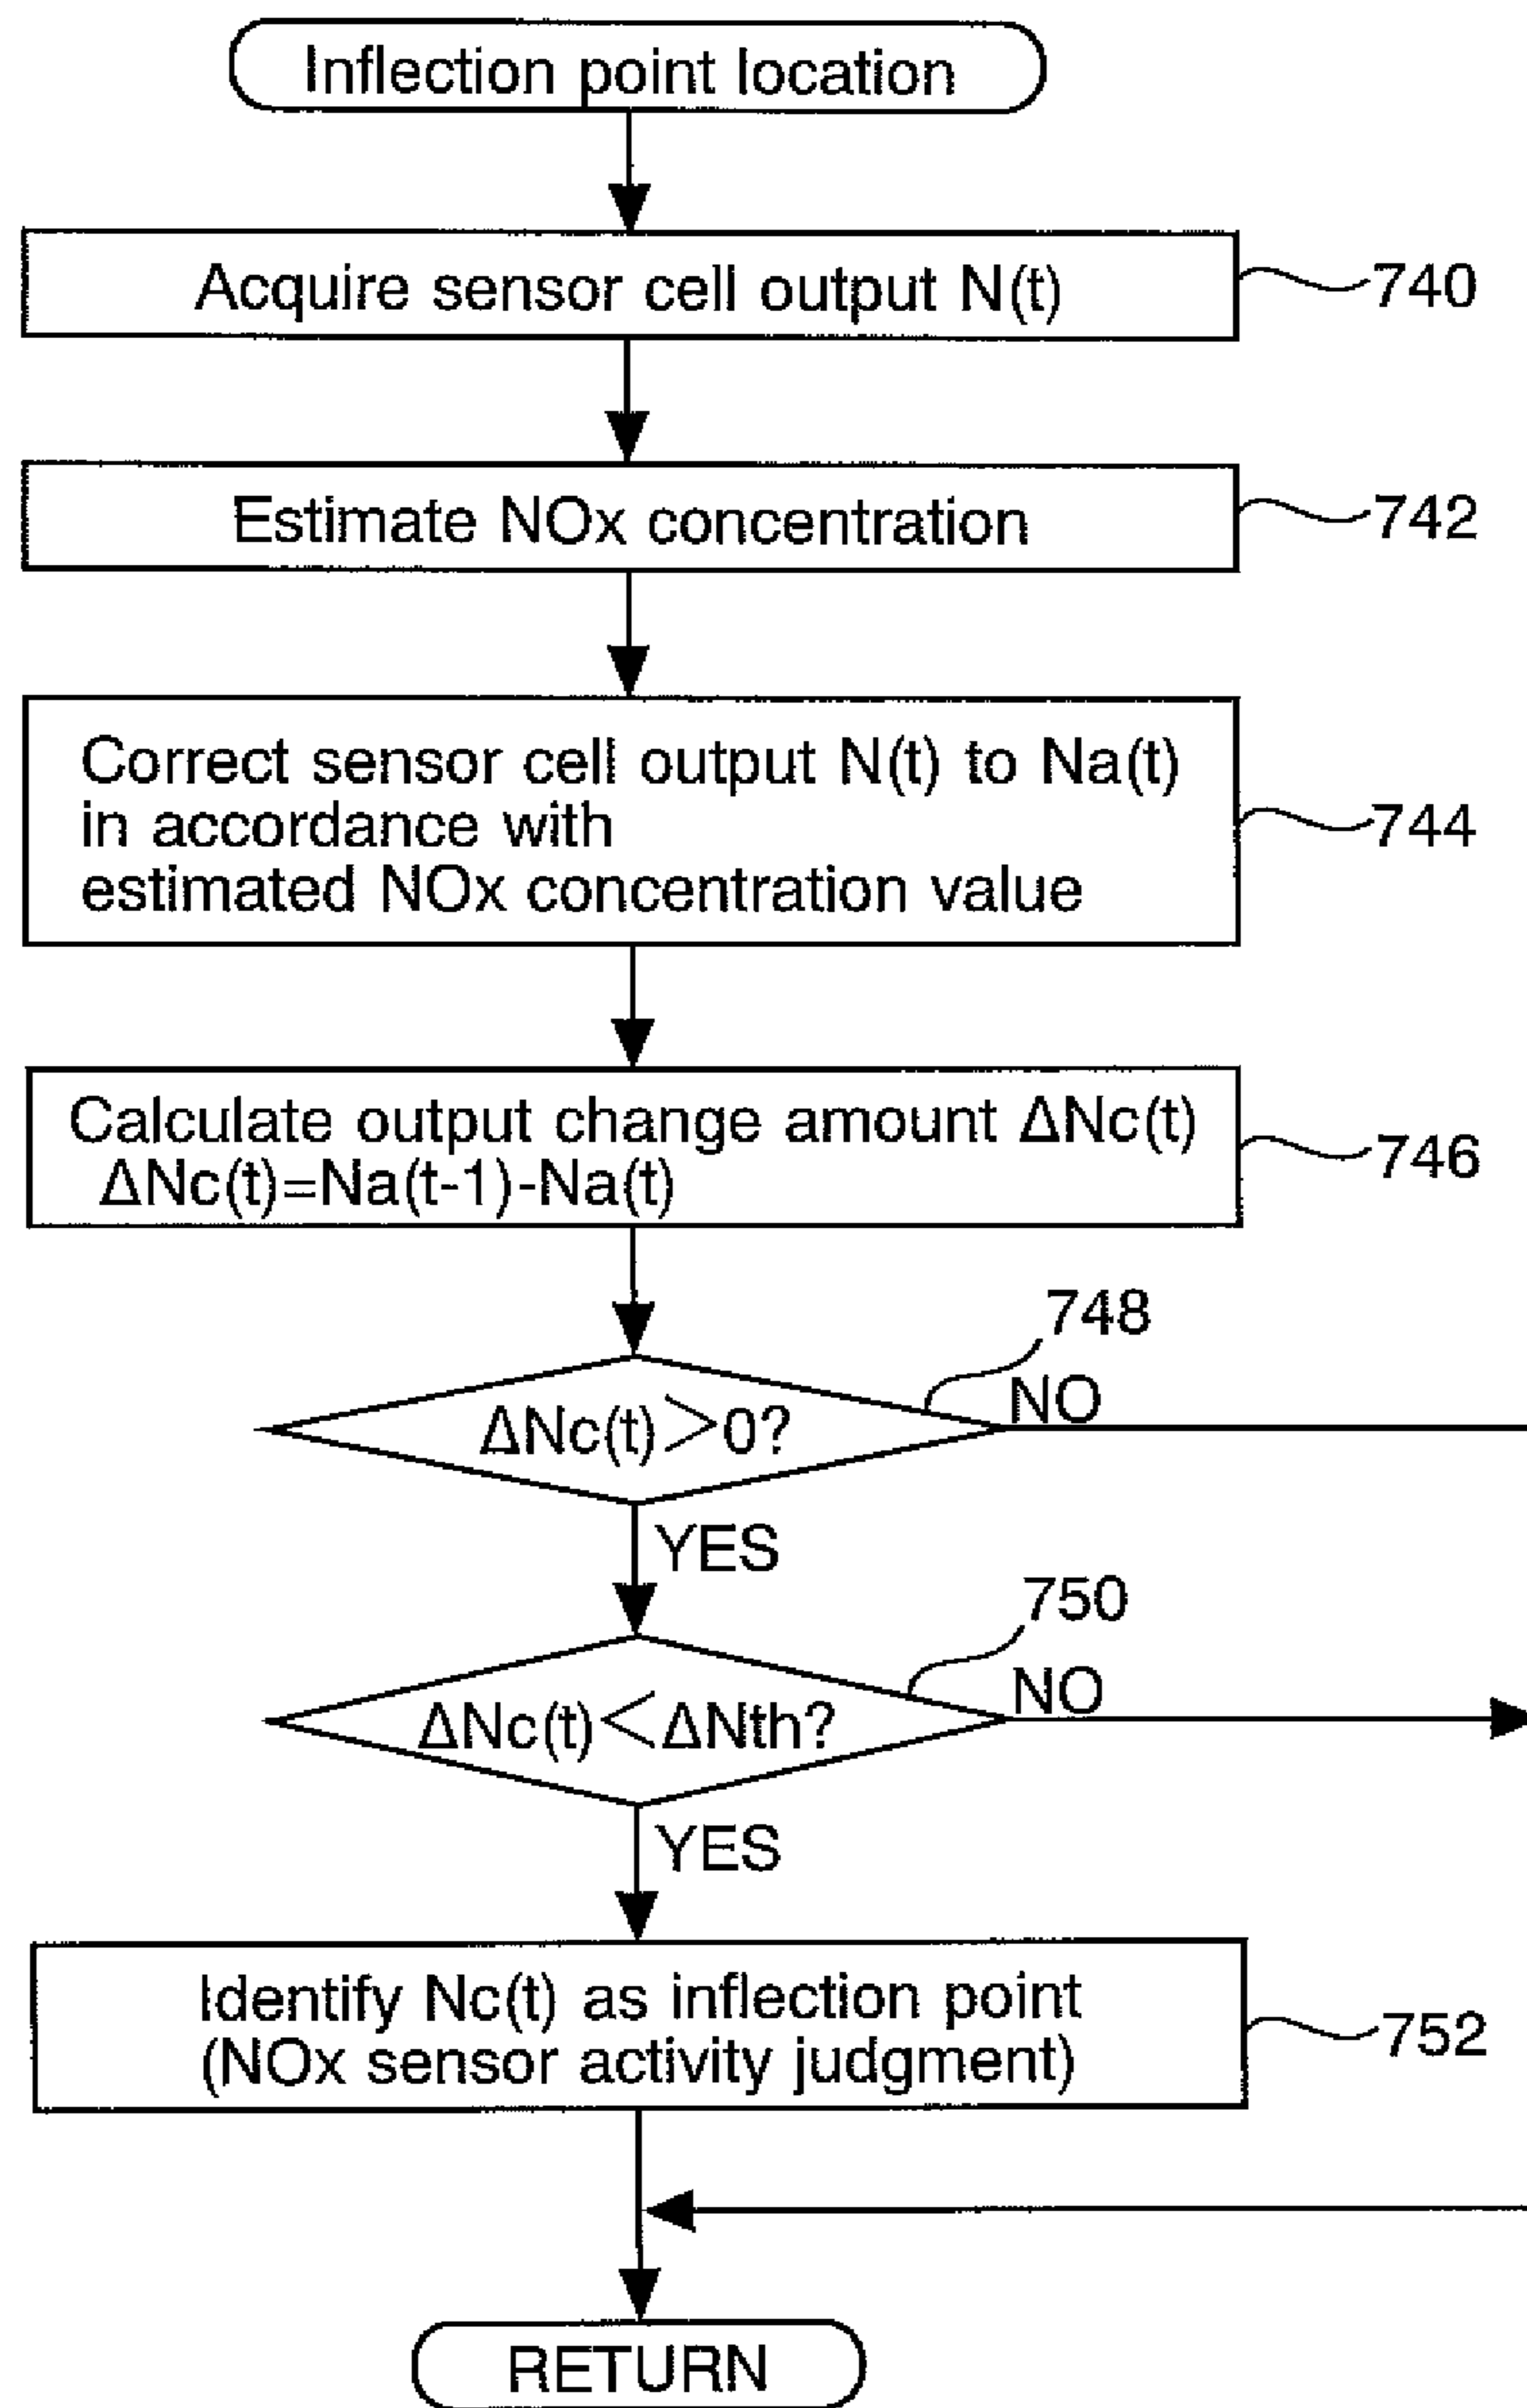 Inflection point location
Acquire sensor cell output N(t)
740
Estimate NOx concentration
742
Correct sensor cell output N(t) to Na(t)
in accordance with
estimated NOx concentration value
744
Calculate output change amount ΔNc(t)
ΔNc(t)=Na(t-1)-Na(t)
746
748
ΔNc(t)>0?
NO
YES
750
ΔNc(t)<ΔNth?
NO
YES
Identify Nc(t) as inflection point
(NOx sensor activity judgment)
752
RETURN